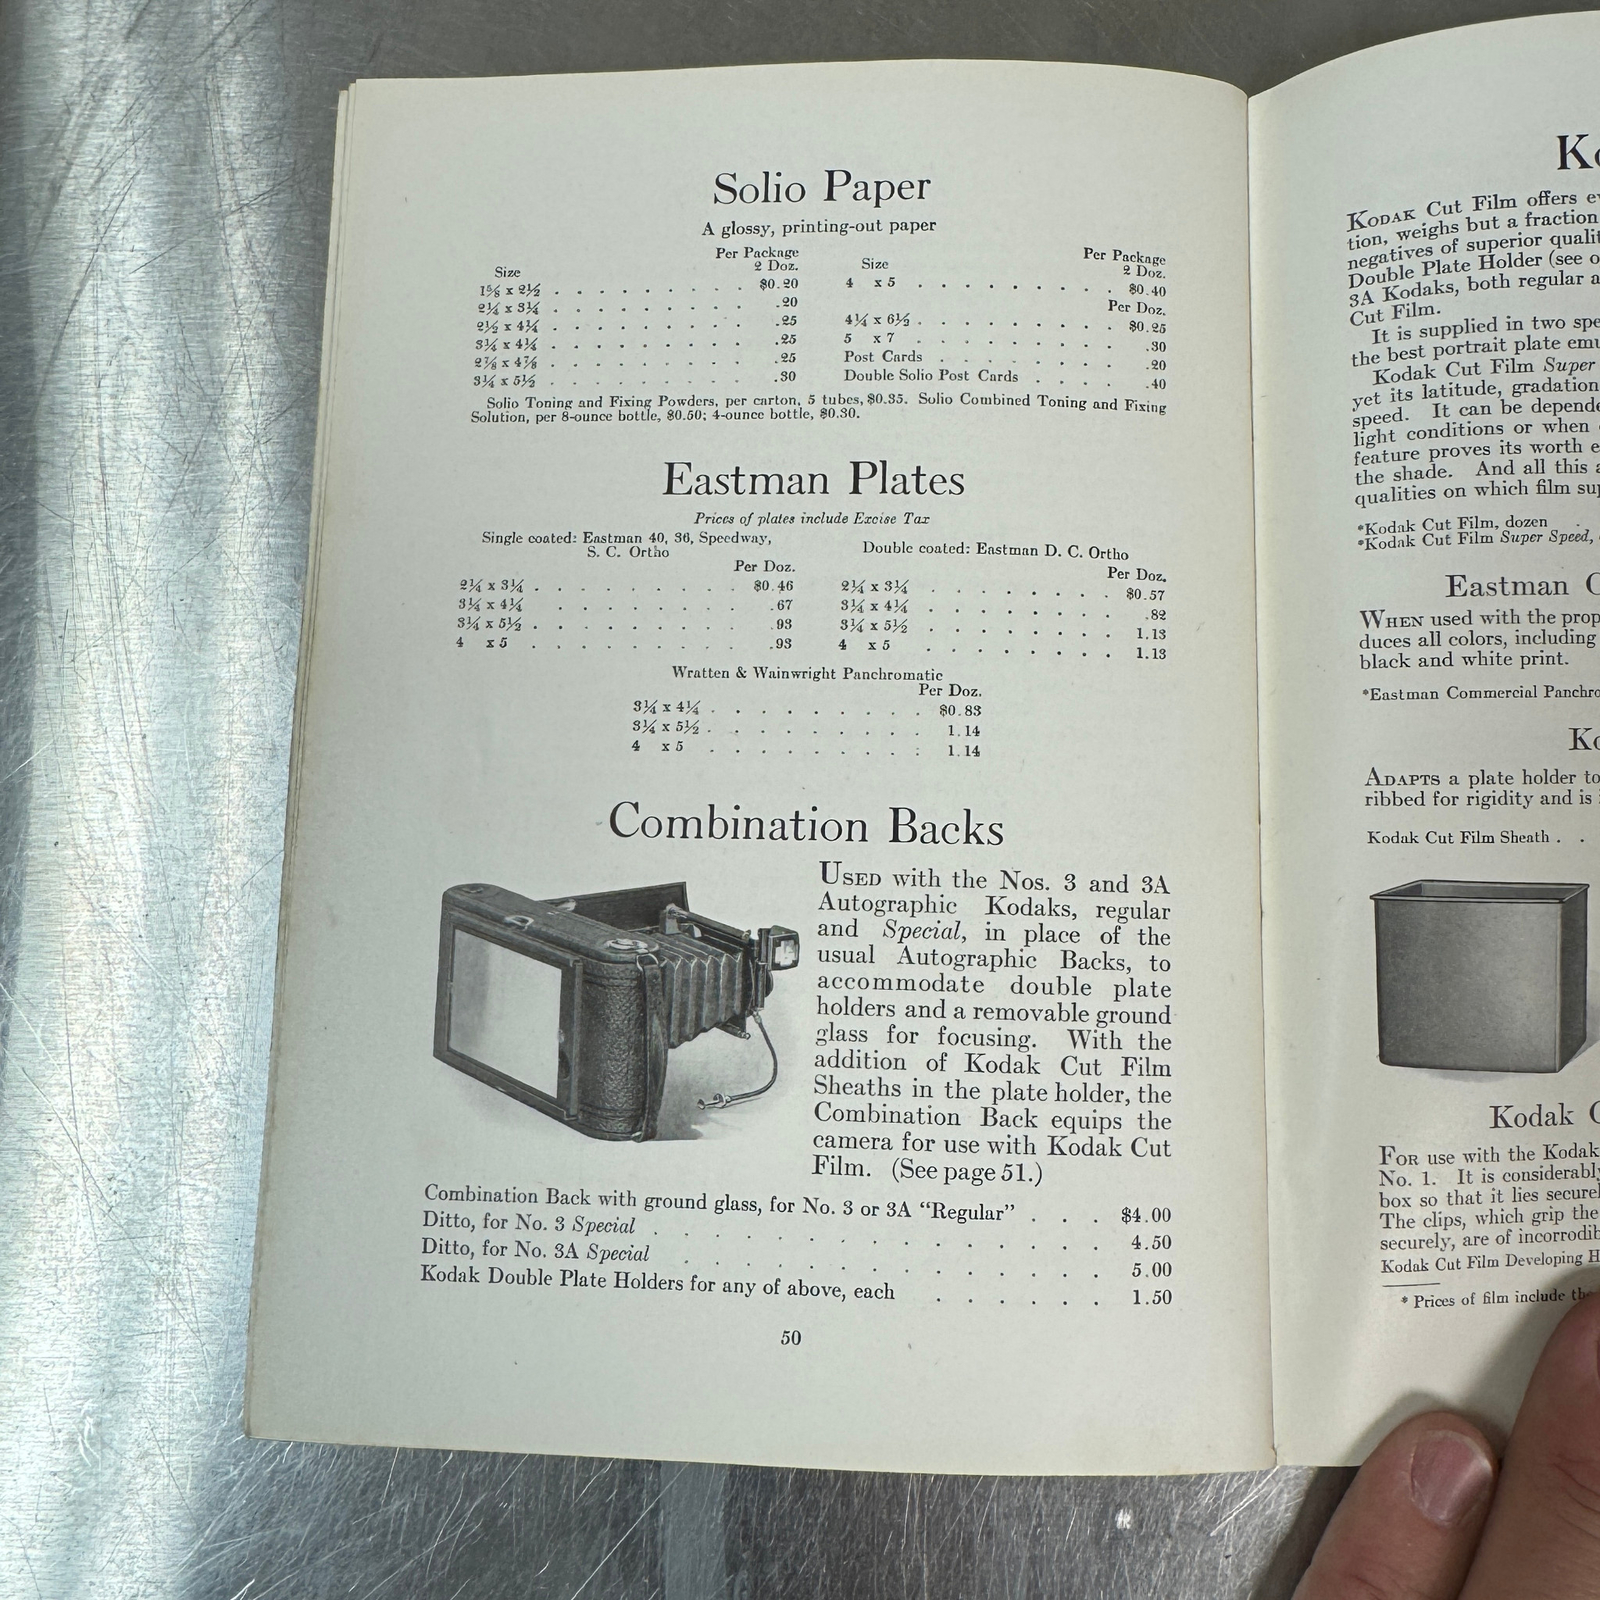 Solio Paper
A glossy, printing-out paper
Size Per Package 2 Doz.
1⅝ x 2½ . . . . . . . . $0.20
2¼ x 3¼ . . . . . . . . .20
2½ x 4¼ . . . . . . . . .25
3¼ x 4¼ . . . . . . . . .25
2⅞ x 4⅞ . . . . . . . . .25
3¼ x 5½ . . . . . . . . .30
Size Per Package 2 Doz.
4 x 5 . . . . . . . . $0.40
Per Doz.
4¼ x 6½ . . . . . . . . $0.25
5 x 7 . . . . . . . . .30
Post Cards . . . . . . . .20
Double Solio Post Cards . . . . .40
Solio Toning and Fixing Powders, per carton, 5 tubes, $0.35. Solio Combined Toning and Fixing
Solution, per 8-ounce bottle, $0.50; 4-ounce bottle, $0.30.
Eastman Plates
Prices of plates include Excise Tax
Single coated: Eastman 40, 36, Speedway,
S. C. Ortho
Per Doz.
2¼ x 3¼ . . . . . . . . $0.46
3¼ x 4¼ . . . . . . . .67
3¼ x 5½ . . . . . . . . .93
4 x 5 . . . . . . . . .93
Double coated: Eastman D. C. Ortho
Per Doz.
2¼ x 3¼ . . . . . . . $0.57
3¼ x 4¼ . . . . . . . .82
3¼ x 5½ . . . . . . . 1.13
4 x 5 . . . . . . . 1.13
Wratten & Wainwright Panchromatic
Per Doz.
3¼ x 4¼ . . . . . . . . . $0.83
3¼ x 5½ . . . . . . . . . 1.14
4 x 5 . . . . . . . . . 1.14
Combination Backs
USED with the Nos. 3 and 3A
Autographic Kodaks, regular
and Special, in place of the
usual Autographic Backs, to
accommodate double plate
holders and a removable ground
glass for focusing. With the
addition of Kodak Cut Film
Sheaths in the plate holder, the
Combination Back equips the
camera for use with Kodak Cut
Film. (See page 51.)
Combination Back with ground glass, for No. 3 or 3A "Regular" . . . $4.00
Ditto, for No. 3 Special . . . . . . . . . . . . . . . . 4.50
Ditto, for No. 3A Special . . . . . . . . . . . . . . . 5.00
Kodak Double Plate Holders for any of above, each . . . . . . 1.50
50
KODAK Cut Film offers
tion, weighs but a fraction
negatives of superior
Double Plate Holder (see
3A Kodaks, both regular
Cut Film.
It is supplied in two
the best portrait plate
Kodak Cut Film Super
yet its latitude, gradation
speed. It can be
light conditions or when
feature proves its worth
the shade. And all this
qualities on which film
*Kodak Cut Film, dozen .
*Kodak Cut Film Super Speed,
Eastman
WHEN used with the
duces all colors, including
black and white print.
*Eastman Commercial
ADAPTS a plate holder to
ribbed for rigidity and is
Kodak Cut Film Sheath . .
Kodak
FOR use with the Kodak
No. 1. It is
box so that it lies
The clips, which grip the
securely, are of
Kodak Cut Film Developing
* Prices of film include